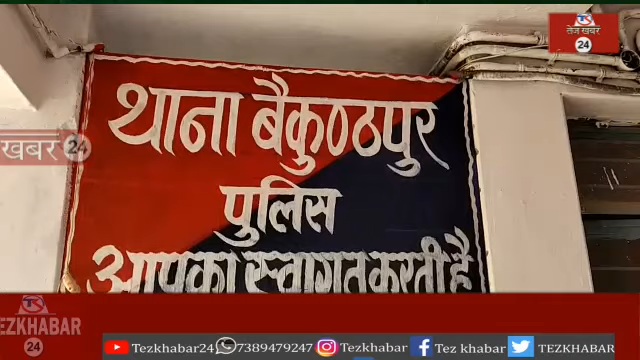 तेज खबर
24
थाना बैकुण्ठपुर
खबर 24
पुलिस
आपका स्वागत करती है
TEZKHABAR
24
Tezkhabar24 7389479247 Tezkhabar Tez khabar TEZKHABAR